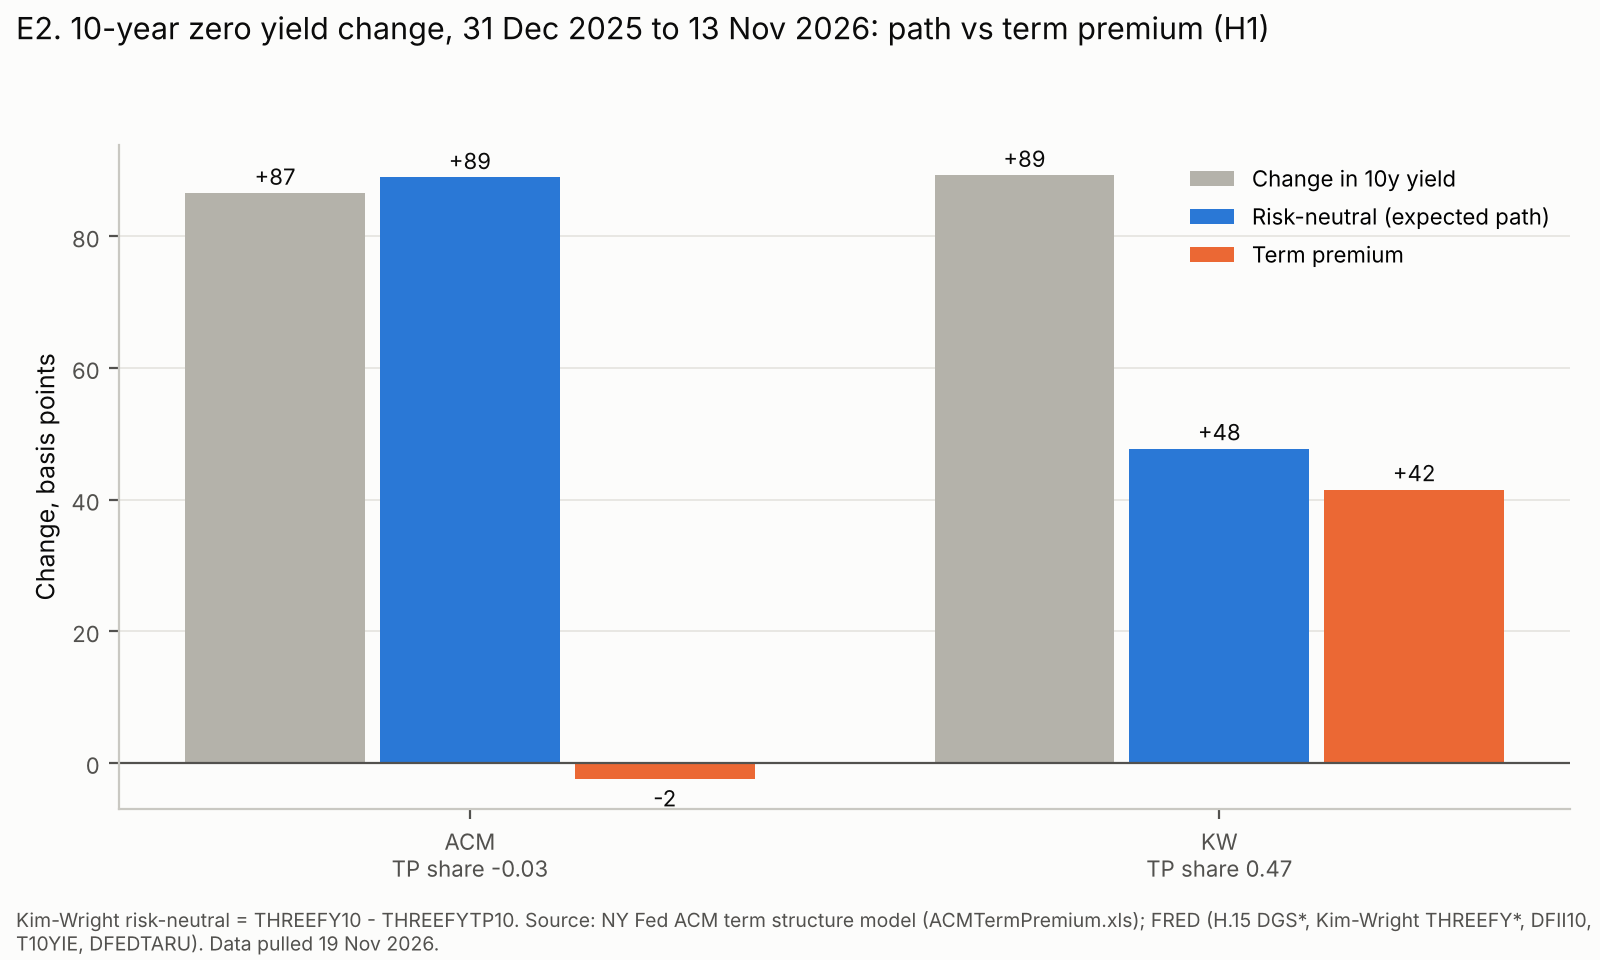 E2. 10-year zero yield change, 31 Dec 2025 to 13 Nov 2026: path vs term premium (H1)
+87
+89
-2
+89
+48
+42
Change in 10y yield
Risk-neutral (expected path)
Term premium
Change, basis points
80
60
40
20
0
ACM
TP share -0.03
KW
TP share 0.47
Kim-Wright risk-neutral = THREEFY10 - THREEFYTP10. Source: NY Fed ACM term structure model (ACMTermPremium.xls); FRED (H.15 DGS*, Kim-Wright THREEFY*, DFII10,
T10YIE, DFEDTARU). Data pulled 19 Nov 2026.